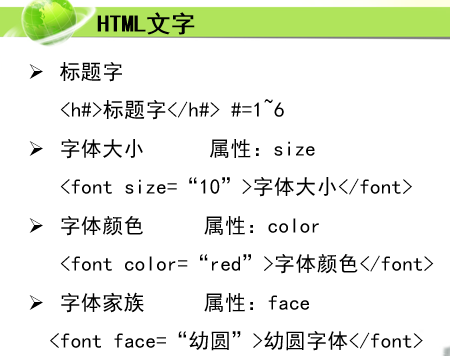 HTML文字
标题字
<h#>标题字</h#> #=1~6
字体大小 属性：size
<font size=“10”>字体大小</font>
字体颜色 属性：color
<font color=“red”>字体颜色</font>
字体家族 属性：face
<font face=“幼圆”>幼圆字体</font>